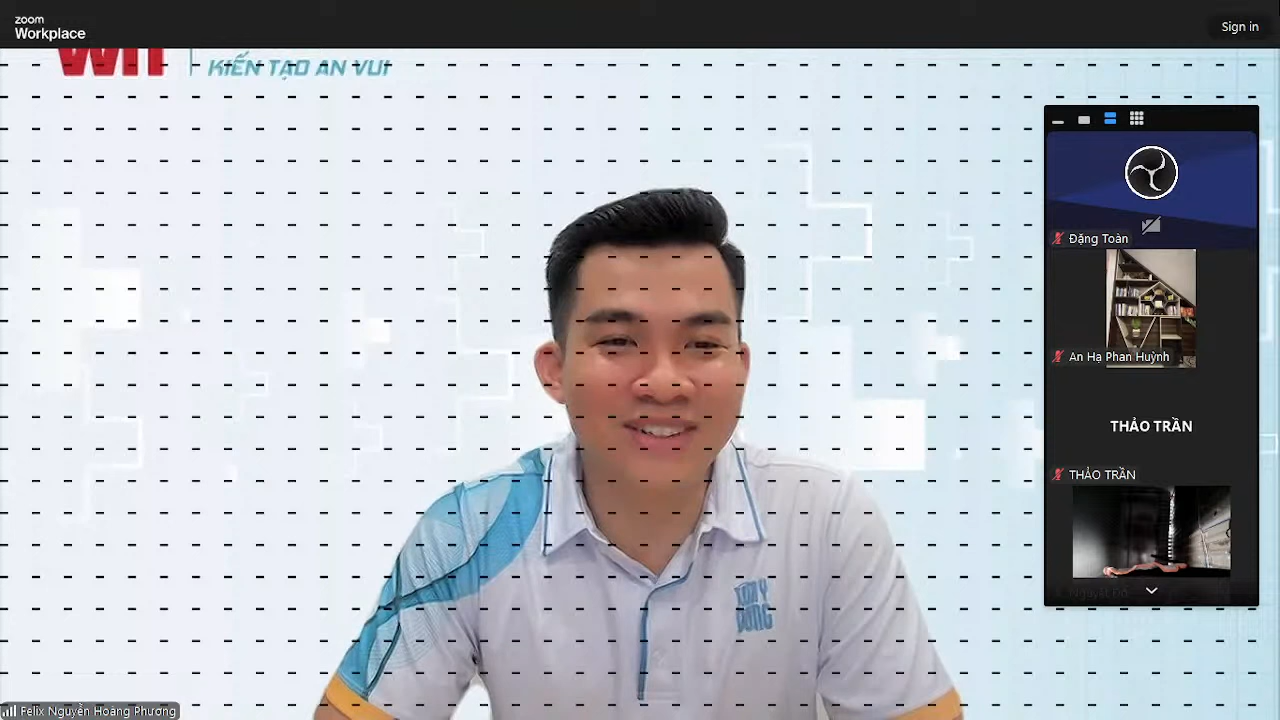 zoom
Workplace
Sign in
WIT
KIẾN TẠO AN VUI
Đặng Toàn
An Hạ Phan Huỳnh
THẢO TRẦN
THẢO TRẦN
Felix Nguyễn Hoàng Phương